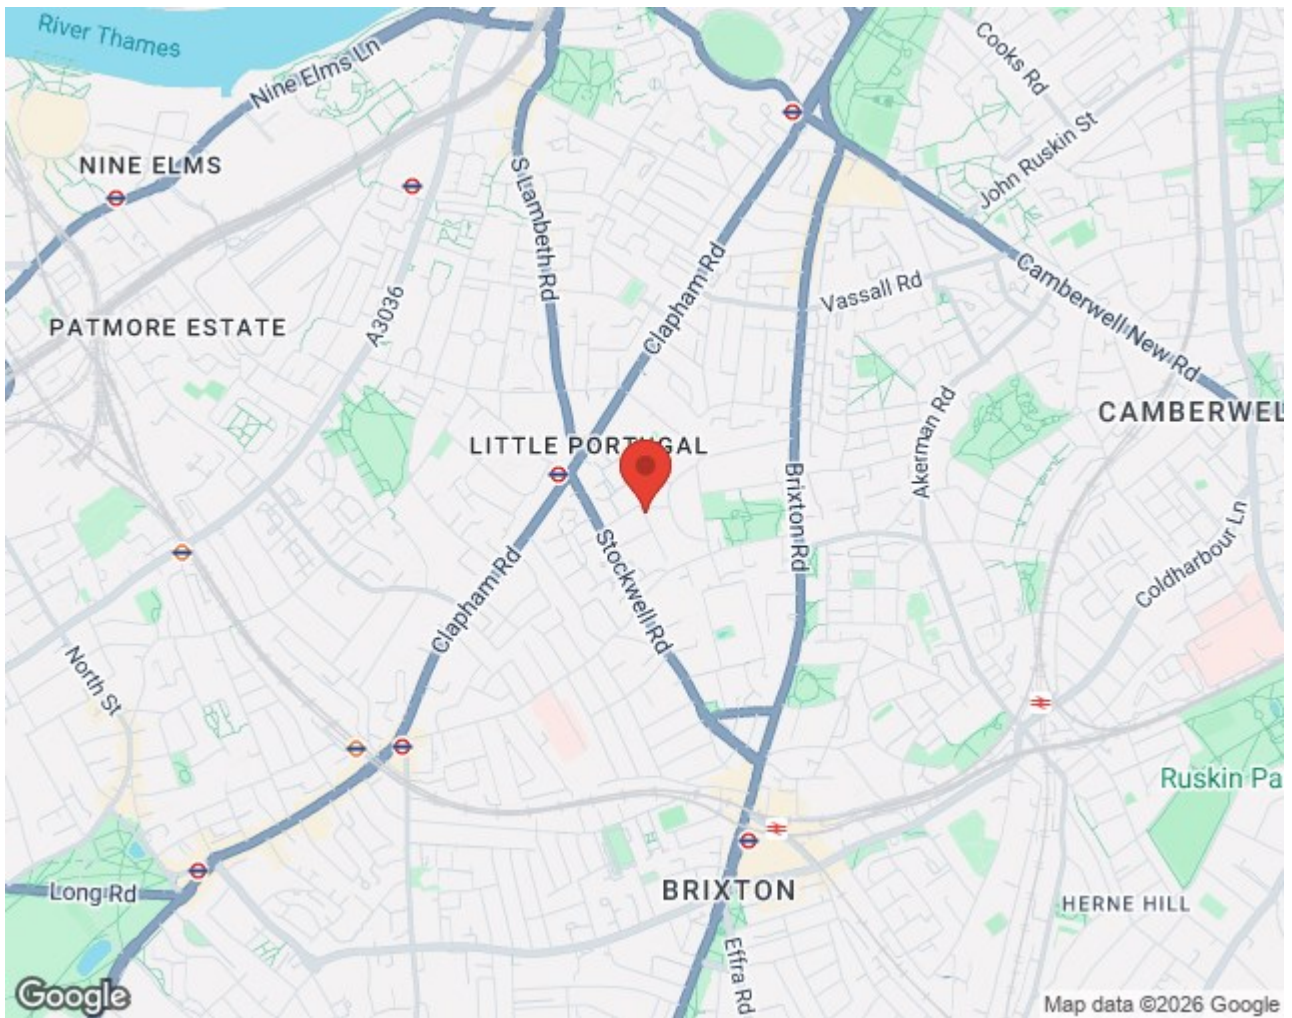 River Thames
Nine Elms Ln
Cooks Rd
John Ruskin St
NINE ELMS
S Lambeth Rd
Clapham Rd
Vassall Rd
Camberwell New Rd
A3036
PATMORE ESTATE
CAMBERWEL
Akerman Rd
LITTLE PORTUGAL
Brixton Rd
Stockwell Rd
Clapham Rd
Coldharbour Ln
North St
Ruskin Pa
Long Rd
BRIXTON
HERNE HILL
Effra Rd
Google
Map data ©2026 Google